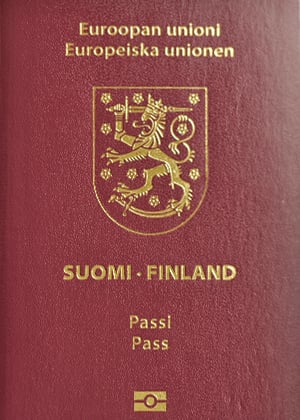 Euroopan unioni
Europeiska unionen
SUOMI · FINLAND
Passi
Pass